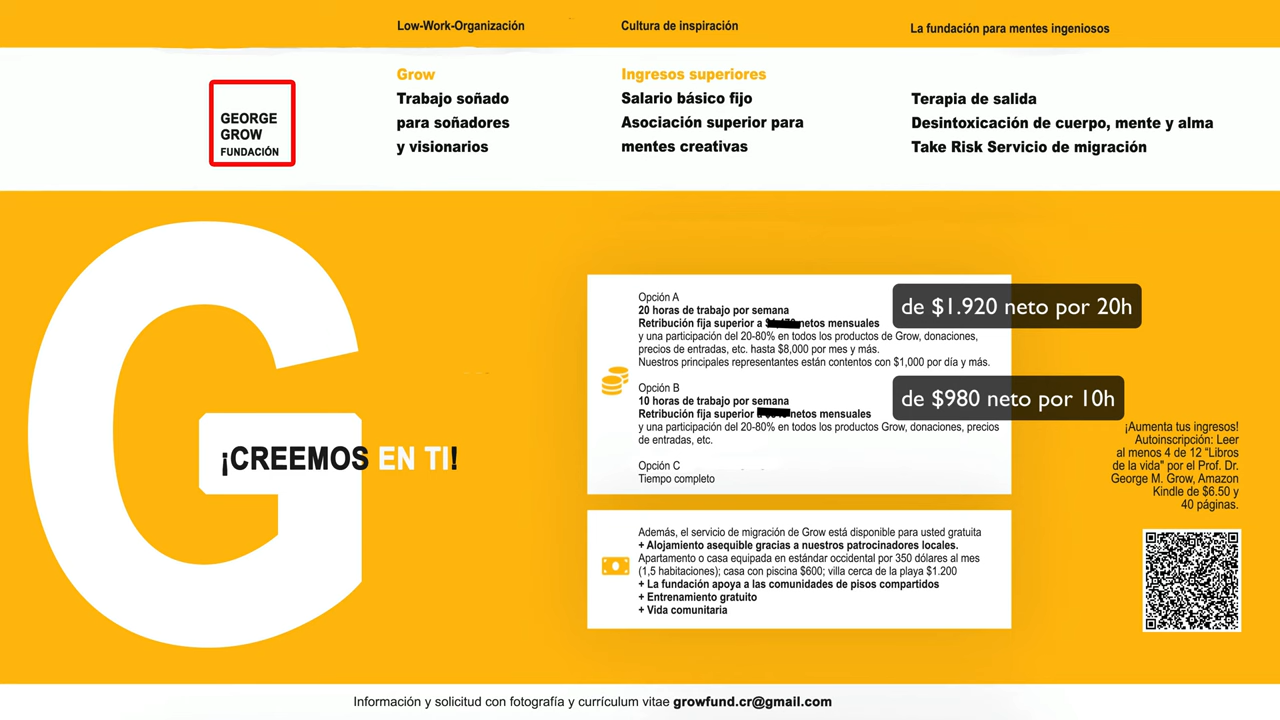 Low-Work-Organización
Cultura de inspiración
La fundación para mentes ingeniosos
GEORGE
GROW
FUNDACIÓN
Grow
Trabajo soñado
para soñadores
y visionarios
Ingresos superiores
Salario básico fijo
Asociación superior para
mentes creativas
Terapia de salida
Desintoxicación de cuerpo, mente y alma
Take Risk Servicio de migración
¡CREEMOS EN TI!
Opción A
20 horas de trabajo por semana
Retribución fija superior a netos mensuales
y una participación del 20-80% en todos los productos de Grow, donaciones,
precios de entradas, etc. hasta $8,000 por mes y más.
Nuestros principales representantes están contentos con $1,000 por día y más.
de $1.920 neto por 20h
Opción B
10 horas de trabajo por semana
Retribución fija superior a netos mensuales
y una participación del 20-80% en todos los productos Grow, donaciones, precios
de entradas, etc.
de $980 neto por 10h
Opción C
Tiempo completo
Además, el servicio de migración de Grow está disponible para usted gratuita
+ Alojamiento asequible gracias a nuestros patrocinadores locales.
Apartamento o casa equipada en estándar occidental por 350 dólares al mes
(1,5 habitaciones); casa con piscina $600; villa cerca de la playa $1.200
+ La fundación apoya a las comunidades de pisos compartidos
+ Entrenamiento gratuito
+ Vida comunitaria
¡Aumenta tus ingresos!
Autoinscripción: Leer
al menos 4 de 12 “Libros
de la vida" por el Prof. Dr.
George M. Grow, Amazon
Kindle de $6.50 y
40 páginas.
Información y solicitud con fotografía y currículum vitae growfund.cr@gmail.com